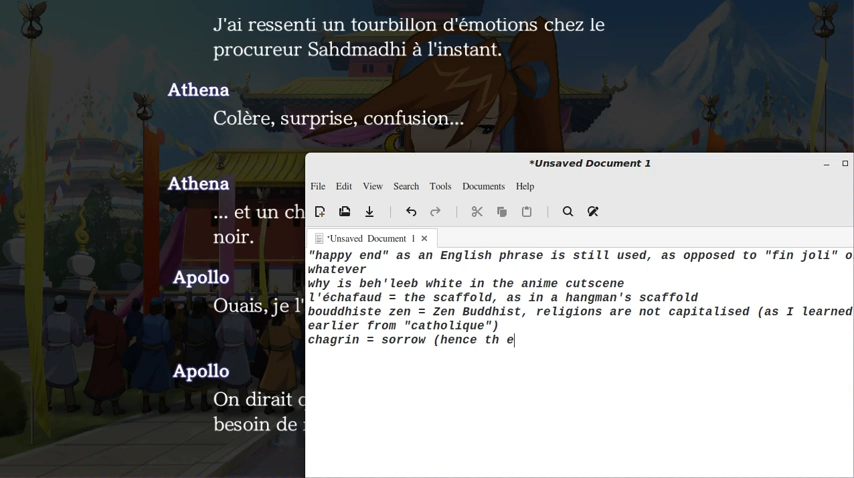 J'ai ressenti un tourbillon d'émotions chez le
procureur Sahdmadhi à l'instant.
Athena
Colère, surprise, confusion...
Athena
... et un ch
noir.
Apollo
Ouais, je l'
Apollo
On dirait
besoin de
*Unsaved Document 1
File Edit View Search Tools Documents Help
*Unsaved Document 1
"happy end" as an English phrase is still used, as opposed to "fin joli" o
whatever
why is beh'leeb white in the anime cutscene
l'échafaud = the scaffold, as in a hangman's scaffold
bouddhiste zen = Zen Buddhist, religions are not capitalised (as I learned
earlier from "catholique")
chagrin = sorrow (hence th e